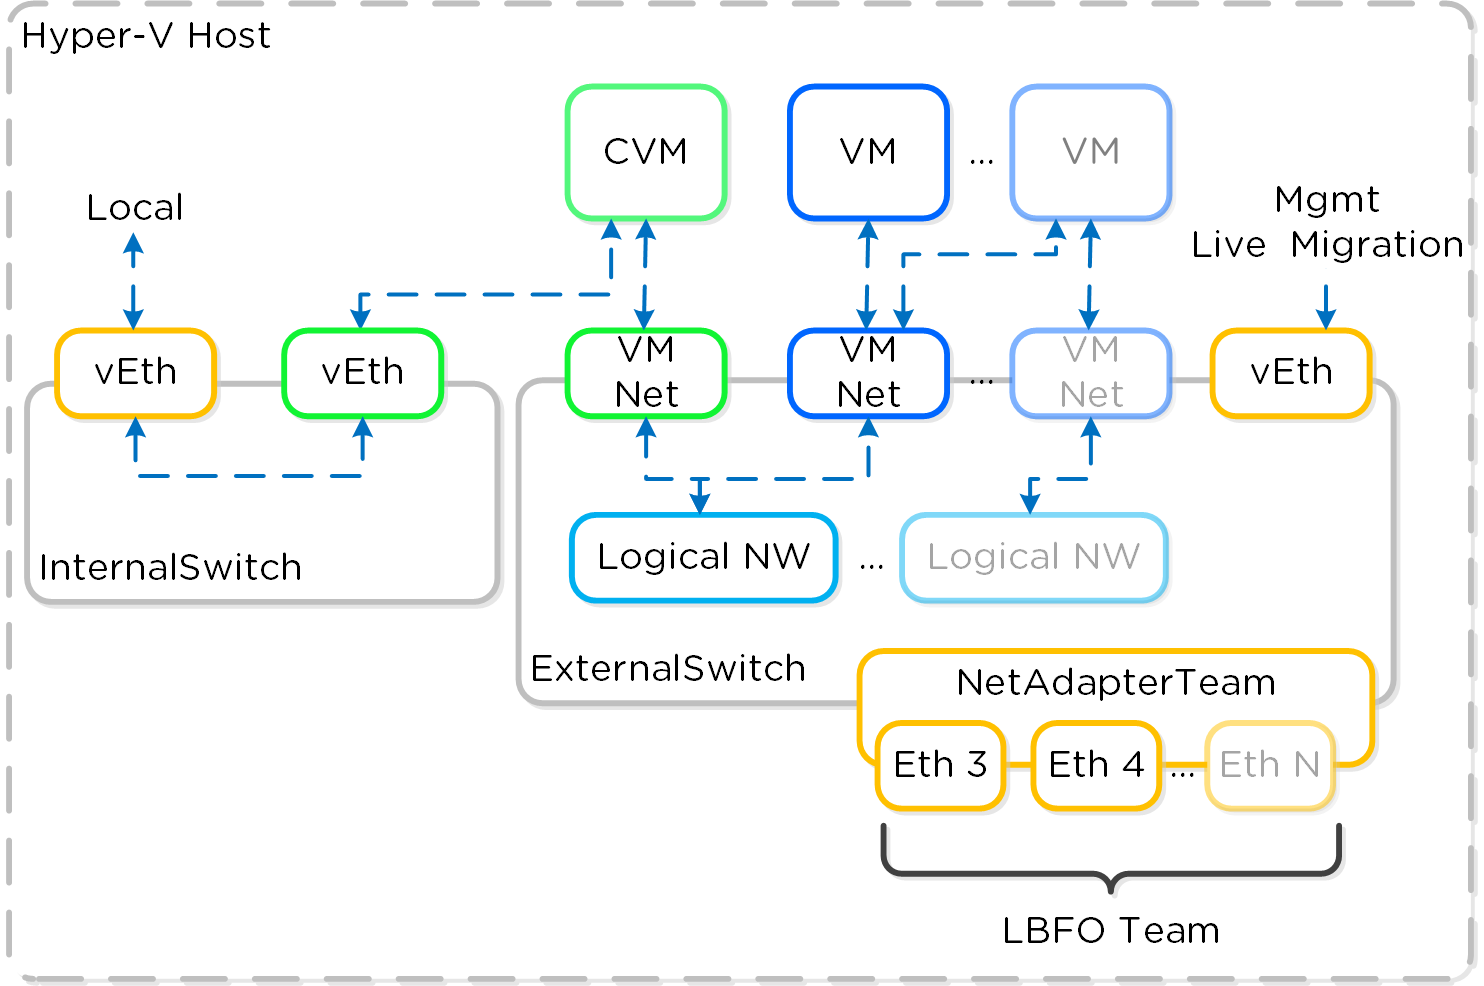 Hyper-V Host
CVM
VM
...
VM
Local
Mgmt
Live Migration
vEth
vEth
VM
Net
VM
Net
...
VM
Net
vEth
Logical NW
...
Logical NW
InternalSwitch
ExternalSwitch
NetAdapterTeam
Eth 3
Eth 4
...
Eth N
LBFO Team